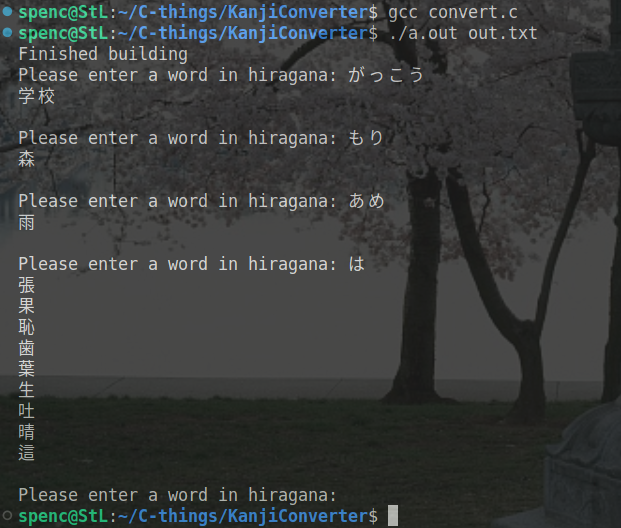 spenc@StL:~/C-things/KanjiConverter$ gcc convert.c
spenc@StL:~/C-things/KanjiConverter$ ./a.out out.txt
Finished building
Please enter a word in hiragana: がっこう
学校
Please enter a word in hiragana: もり
森
Please enter a word in hiragana: あめ
雨
Please enter a word in hiragana: は
張
果
恥
歯
葉
生
吐
晴
這
Please enter a word in hiragana:
spenc@StL:~/C-things/KanjiConverter$